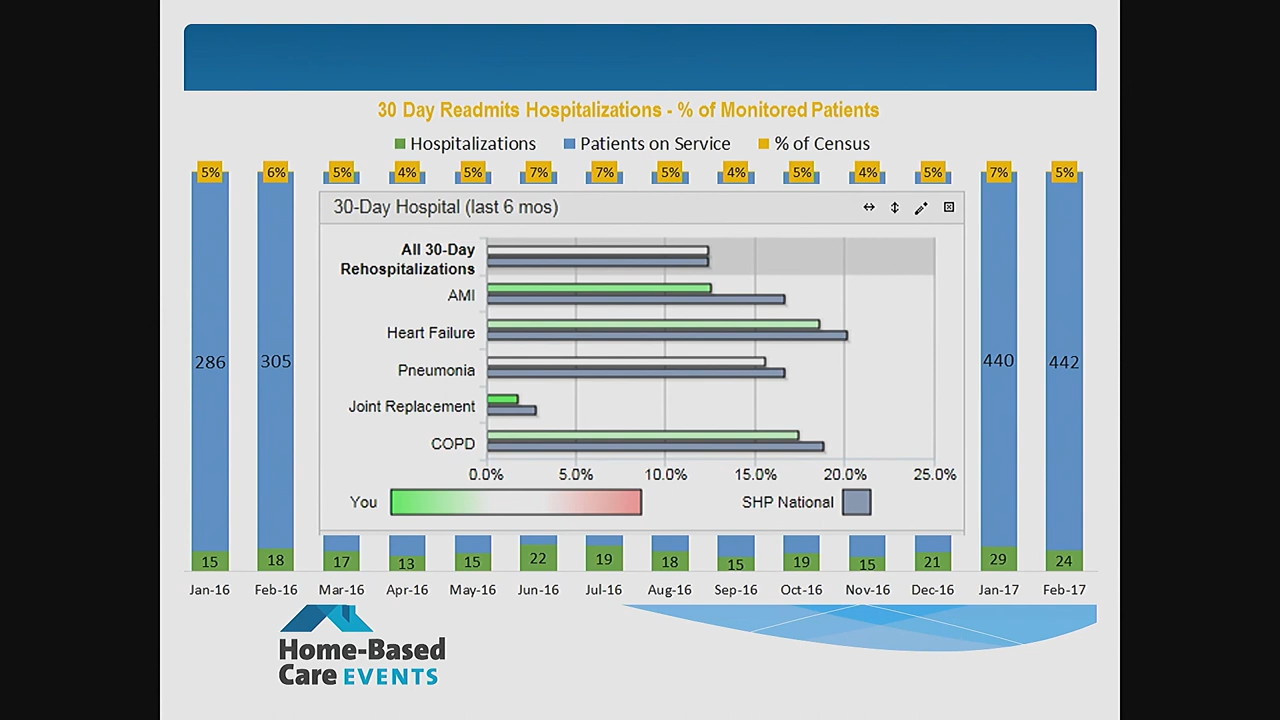 30 Day Readmits Hospitalizations - % of Monitored Patients
Hospitalizations Patients on Service % of Census
5% 6% 5% 4% 5% 7% 7% 5% 4% 5% 4% 5% 7% 5%
30-Day Hospital (last 6 mos)
All 30-Day
Rehospitalizations
AMI
Heart Failure
Pneumonia
Joint Replacement
COPD
0.0% 5.0% 10.0% 15.0% 20.0% 25.0%
You SHP National
286 305 440 442
15 18 17 13 15 22 19 18 15 19 15 21 29 24
Jan-16 Feb-16 Mar-16 Apr-16 May-16 Jun-16 Jul-16 Aug-16 Sep-16 Oct-16 Nov-16 Dec-16 Jan-17 Feb-17
Home-Based
Care EVENTS